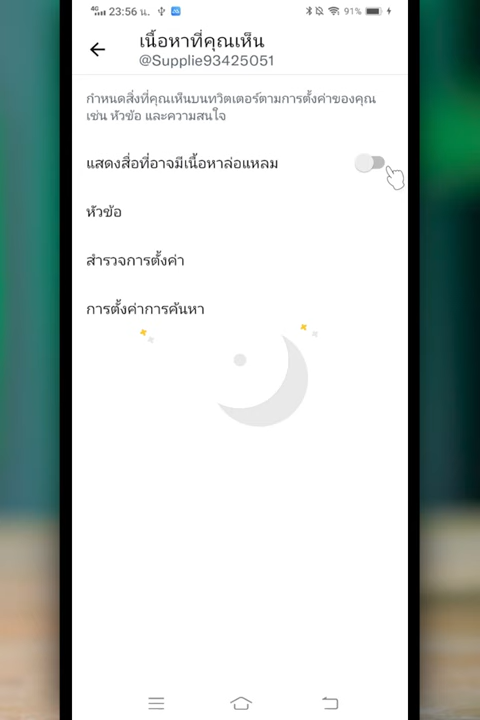 4G 23:56 น. 91%
เนื้อหาที่คุณเห็น
@Supplie93425051
กำหนดสิ่งที่คุณเห็นบนทวิตเตอร์ตามการตั้งค่าของคุณ
เช่น หัวข้อ และความสนใจ
แสดงสื่อที่อาจมีเนื้อหาล่อแหลม
หัวข้อ
สำรวจการตั้งค่า
การตั้งค่าการค้นหา